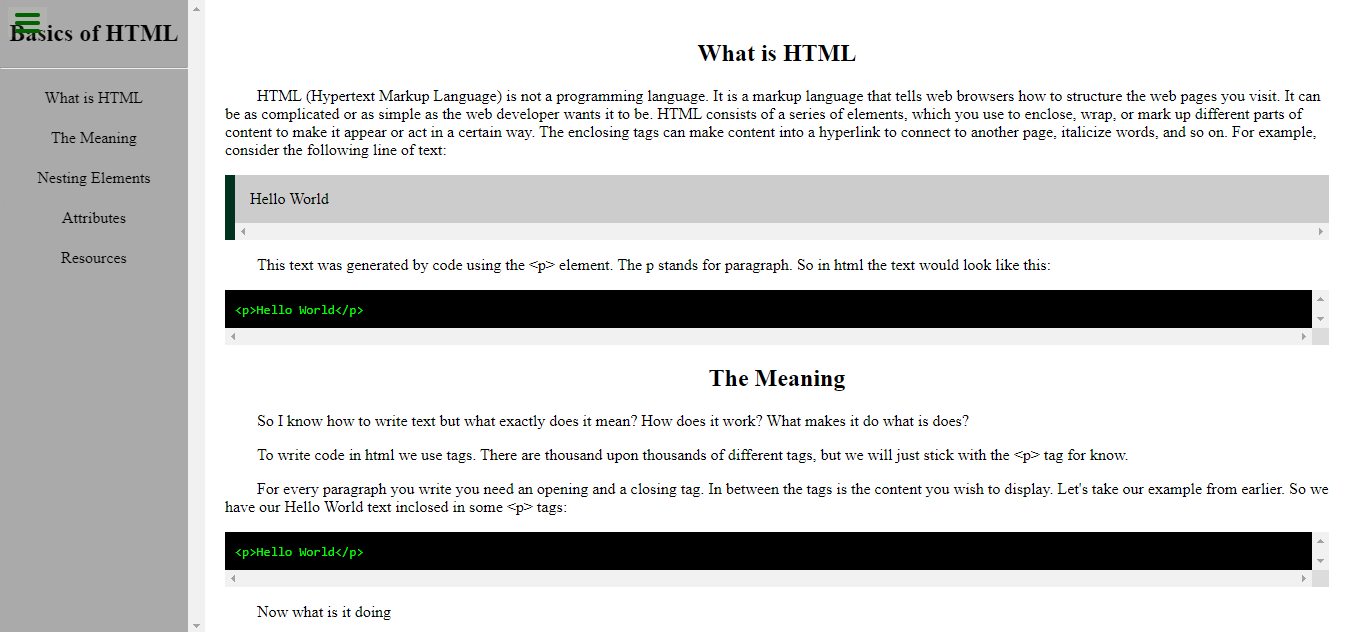 Basics of HTML
What is HTML
The Meaning
Nesting Elements
Attributes
Resources
What is HTML
HTML (Hypertext Markup Language) is not a programming language. It is a markup language that tells web browsers how to structure the web pages you visit. It can
be as complicated or as simple as the web developer wants it to be. HTML consists of a series of elements, which you use to enclose, wrap, or mark up different parts of
content to make it appear or act in a certain way. The enclosing tags can make content into a hyperlink to connect to another page, italicize words, and so on. For example,
consider the following line of text:
Hello World
This text was generated by code using the <p> element. The p stands for paragraph. So in html the text would look like this:
<p>Hello World</p>
The Meaning
So I know how to write text but what exactly does it mean? How does it work? What makes it do what is does?
To write code in html we use tags. There are thousand upon thousands of different tags, but we will just stick with the <p> tag for know.
For every paragraph you write you need an opening and a closing tag. In between the tags is the content you wish to display. Let's take our example from earlier. So we
have our Hello World text inclosed in some <p> tags:
<p>Hello World</p>
Now what is it doing